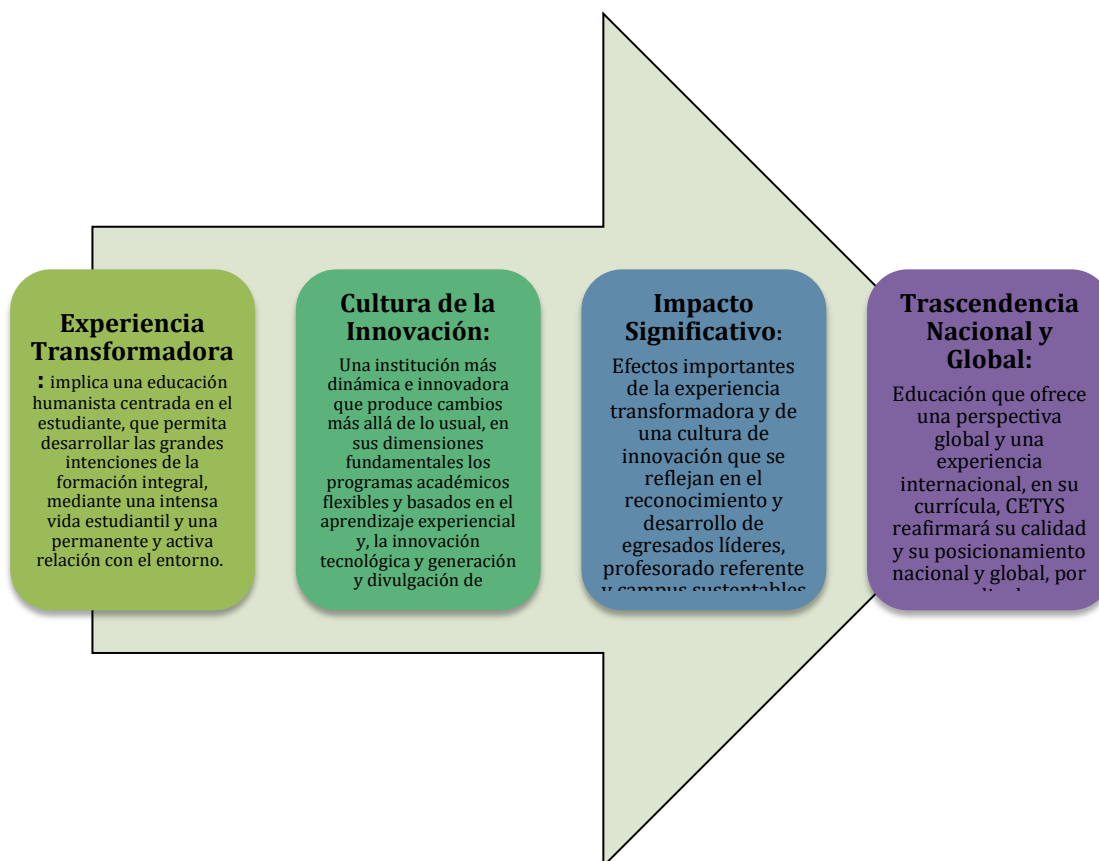 Experiencia
Transformadora
: implica una educación
humanista centrada en el
estudiante, que permita
desarrollar las grandes
intenciones de la
formación integral,
mediante una intensa
vida estudiantil y una
permanente y activa
relación con el entorno.
Cultura de la
Innovación:
Una institución más
dinámica e innovadora
que produce cambios
más allá de lo usual, en
sus dimensiones
fundamentales los
programas académicos
flexibles y basados en el
aprendizaje experiencial
y, la innovación
tecnológica y generación
y divulgación de
Impacto
Significativo:
Efectos importantes
de la experiencia
transformadora y de
una cultura de
innovación que se
reflejan en el
reconocimiento y
desarrollo de
egresados líderes,
profesorado referente
y campus sustentables
Trascendencia
Nacional y
Global:
Educación que ofrece
una perspectiva
global y una
experiencia
internacional, en su
currícula, CETYS
reafirmará su calidad
y su posicionamiento
nacional y global, por